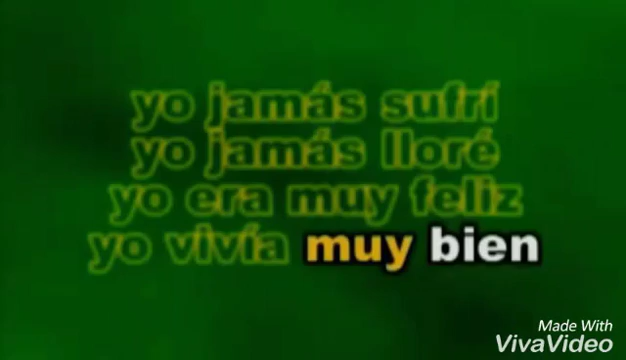 yo jamás sufrí
yo jamás lloré
yo era muy feliz
yo vivía muy bien
Made With
VivaVideo